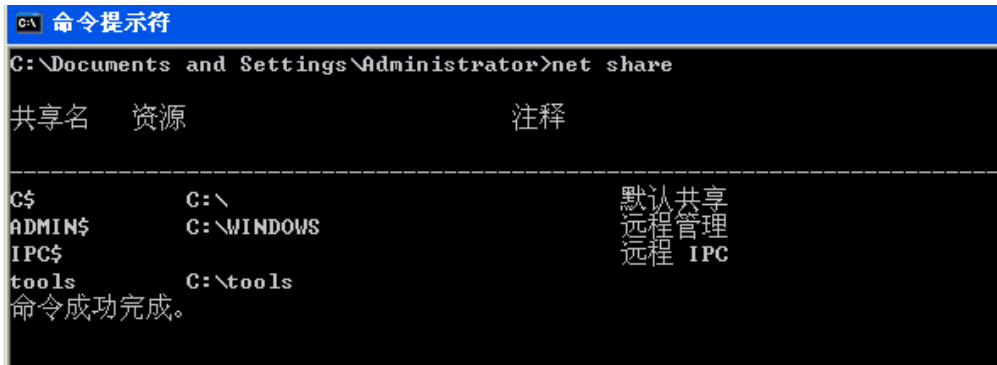 命令提示符
C:\Documents and Settings\Administrator>net share
共享名 资源 注释
-------------------------------------------------------------------------------
C$ C:\ 默认共享
ADMIN$ C:\WINDOWS 远程管理
IPC$ 远程 IPC
tools C:\tools
命令成功完成。